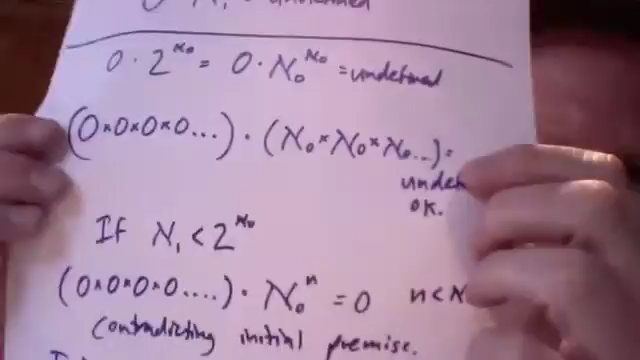 0 · 2^ℵ₀ = 0 · ℵ₀^ℵ₀ = undefined
(0×0×0×0...) · (ℵ₀×ℵ₀×ℵ₀...) =
ok.
If ℵ₁ < 2^ℵ₀
(0×0×0×0....) · ℵ₀^n = 0 n<ℵ
Contradicting initial premise.